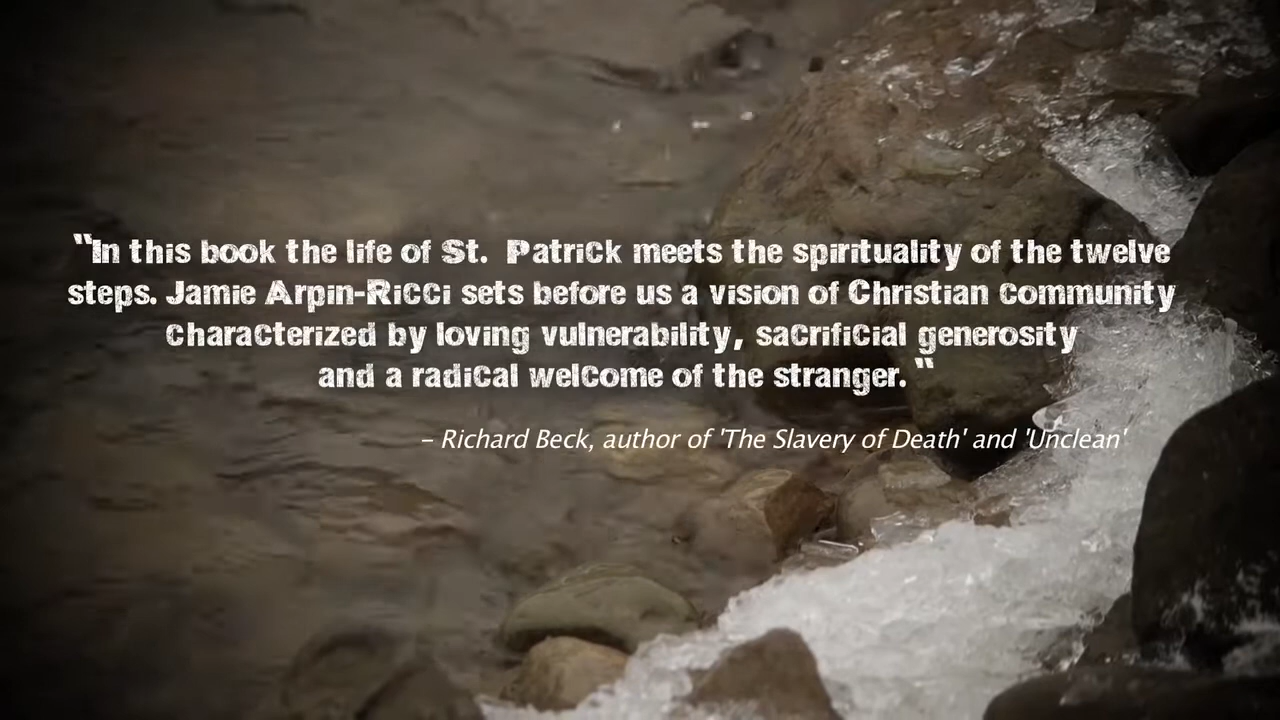 "In this book the life of St.  Patrick meets the spirituality of the twelve
steps. Jamie Arpin-Ricci sets before us a vision of Christian community
characterized by loving vulnerability, sacrificial generosity
and a radical welcome of the stranger."
– Richard Beck, author of 'The Slavery of Death' and 'Unclean'